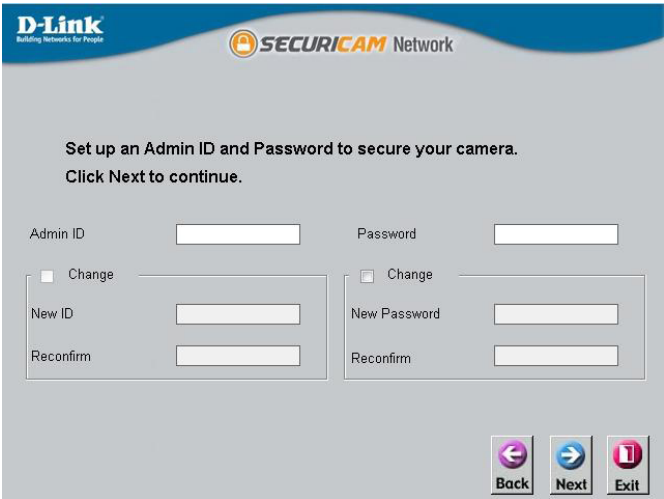 D-Link
Building Networks for People
SECURICAM Network
Set up an Admin ID and Password to secure your camera.
Click Next to continue.
Admin ID
Password
Change
Change
New ID
New Password
Reconfirm
Reconfirm
Back
Next
Exit